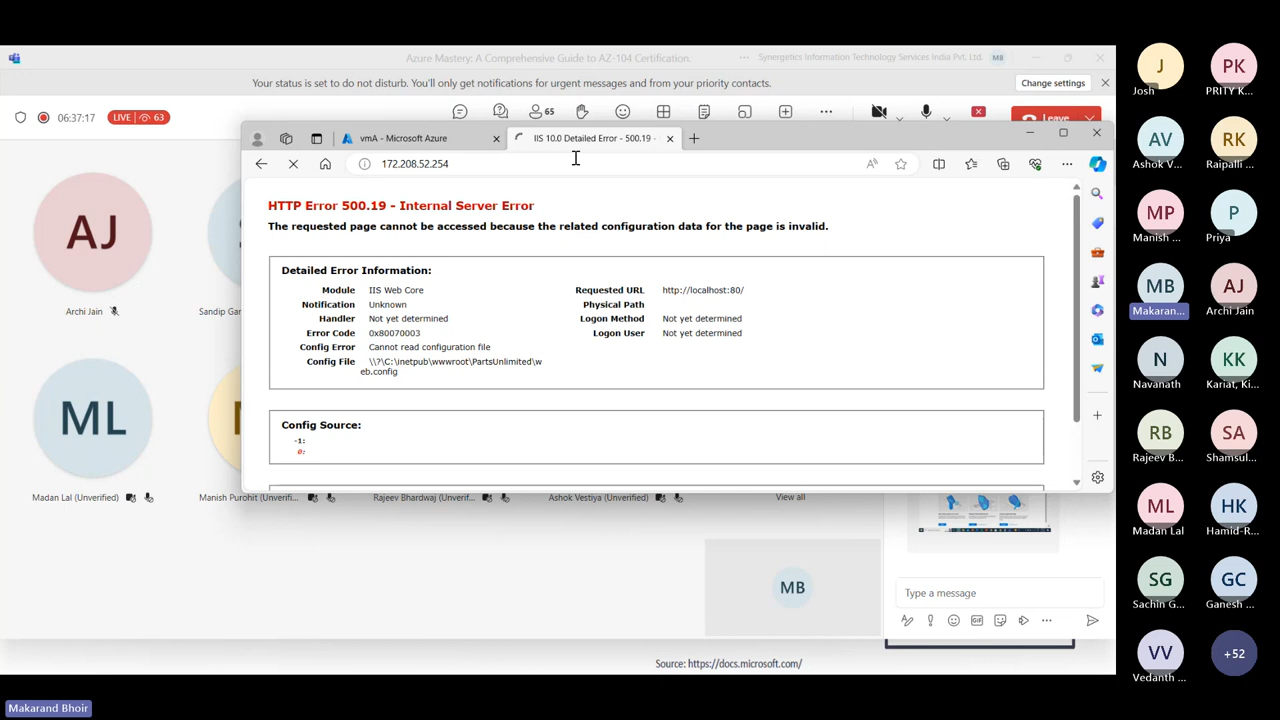 Azure Mastery: A Comprehensive Guide to AZ-104 Certification.
Synergetics Information Technology Services India Pvt. Ltd.
MB
Your status is set to do not disturb. You'll only get notifications for urgent messages and from your priority contacts.
Change settings
06:37:17
LIVE 63
65
Leave
vmA - Microsoft Azure
IIS 10.0 Detailed Error - 500.19 -
172.208.52.254
HTTP Error 500.19 - Internal Server Error
The requested page cannot be accessed because the related configuration data for the page is invalid.
Detailed Error Information:
Module IIS Web Core
Notification Unknown
Handler Not yet determined
Error Code 0x80070003
Config Error Cannot read configuration file
Config File \\?\C:\inetpub\wwwroot\PartsUnlimited\w
eb.config
Requested URL http://localhost:80/
Physical Path
Logon Method Not yet determined
Logon User Not yet determined
Config Source:
-1:
0:
AJ
Archi Jain
Sandip Gar
ML
Madan Lal (Unverified)
Manish Purohit (Unverifi...
Rajeev Bhardwaj (Unverif...
Ashok Vestiya (Unverified)
View all
MB
Type a message
GIF
Source: https://docs.microsoft.com/
Makarand Bhoir
J
Josh
PK
PRITY K...
AV
Ashok V...
RK
Raipalli ...
MP
Manish ...
P
Priya
MB
Makaran...
AJ
Archi Jain
N
Navanath
KK
Kariat, Ki...
RB
Rajeev B...
SA
Shamsul...
ML
Madan Lal
HK
Hamid-R...
SG
Sachin G...
GC
Ganesh ...
VV
Vedanth ...
+52